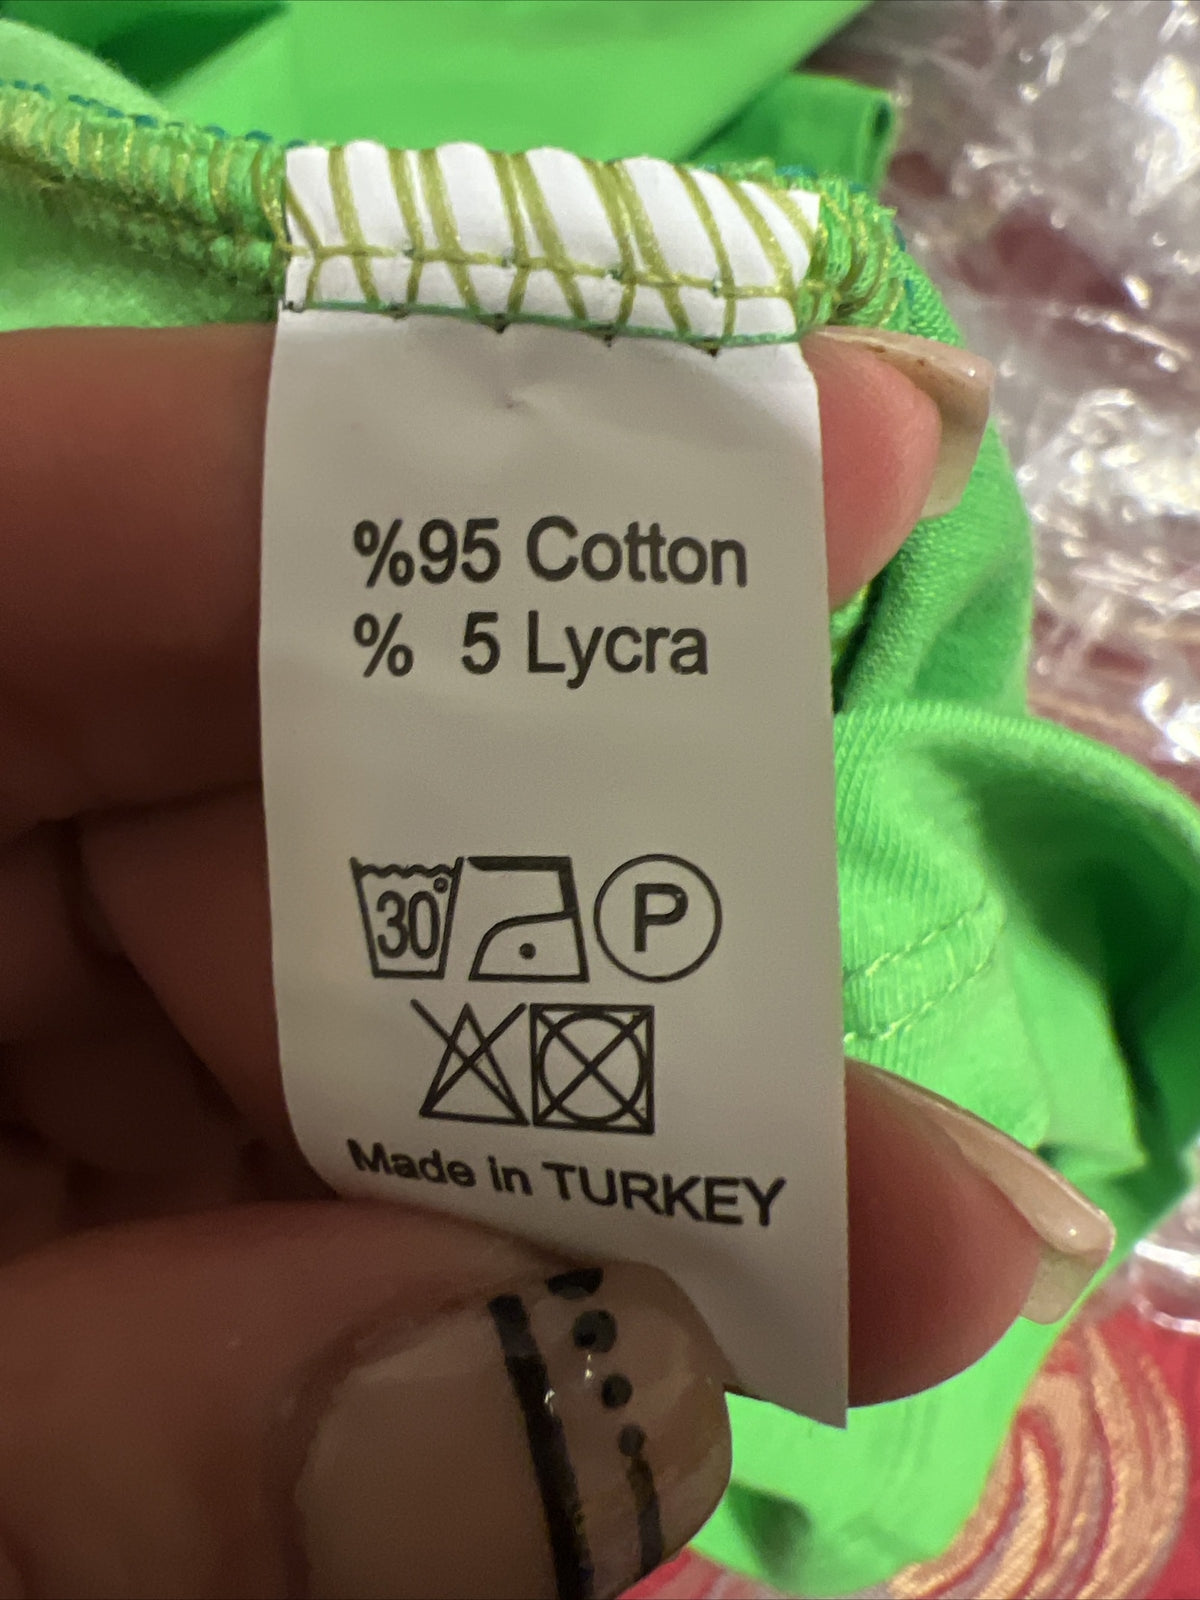 %95 Cotton
% 5 Lycra
30°
P
Made in TURKEY